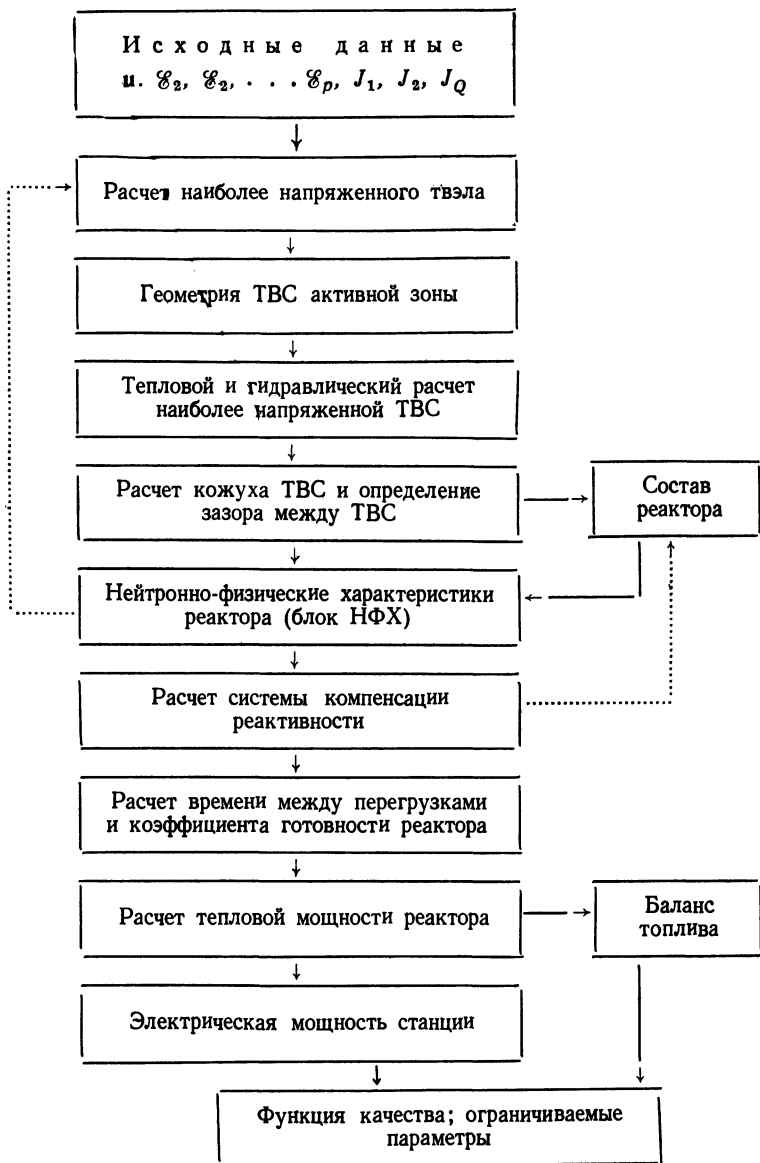 Исходные данные
и. ℰ₂, ℰ₂, . . . ℰₚ, J₁, J₂, J_Q
Расчет наиболее напряженного твэла
Геометрия ТВС активной зоны
Тепловой и гидравлический расчет
наиболее напряженной ТВС
Расчет кожуха ТВС и определение
зазора между ТВС
Состав
реактора
Нейтронно-физические характеристики
реактора (блок НФХ)
Расчет системы компенсации
реактивности
Расчет времени между перегрузками
и коэффициента готовности реактора
Расчет тепловой мощности реактора
Баланс
топлива
Электрическая мощность станции
Функция качества; ограничиваемые
параметры